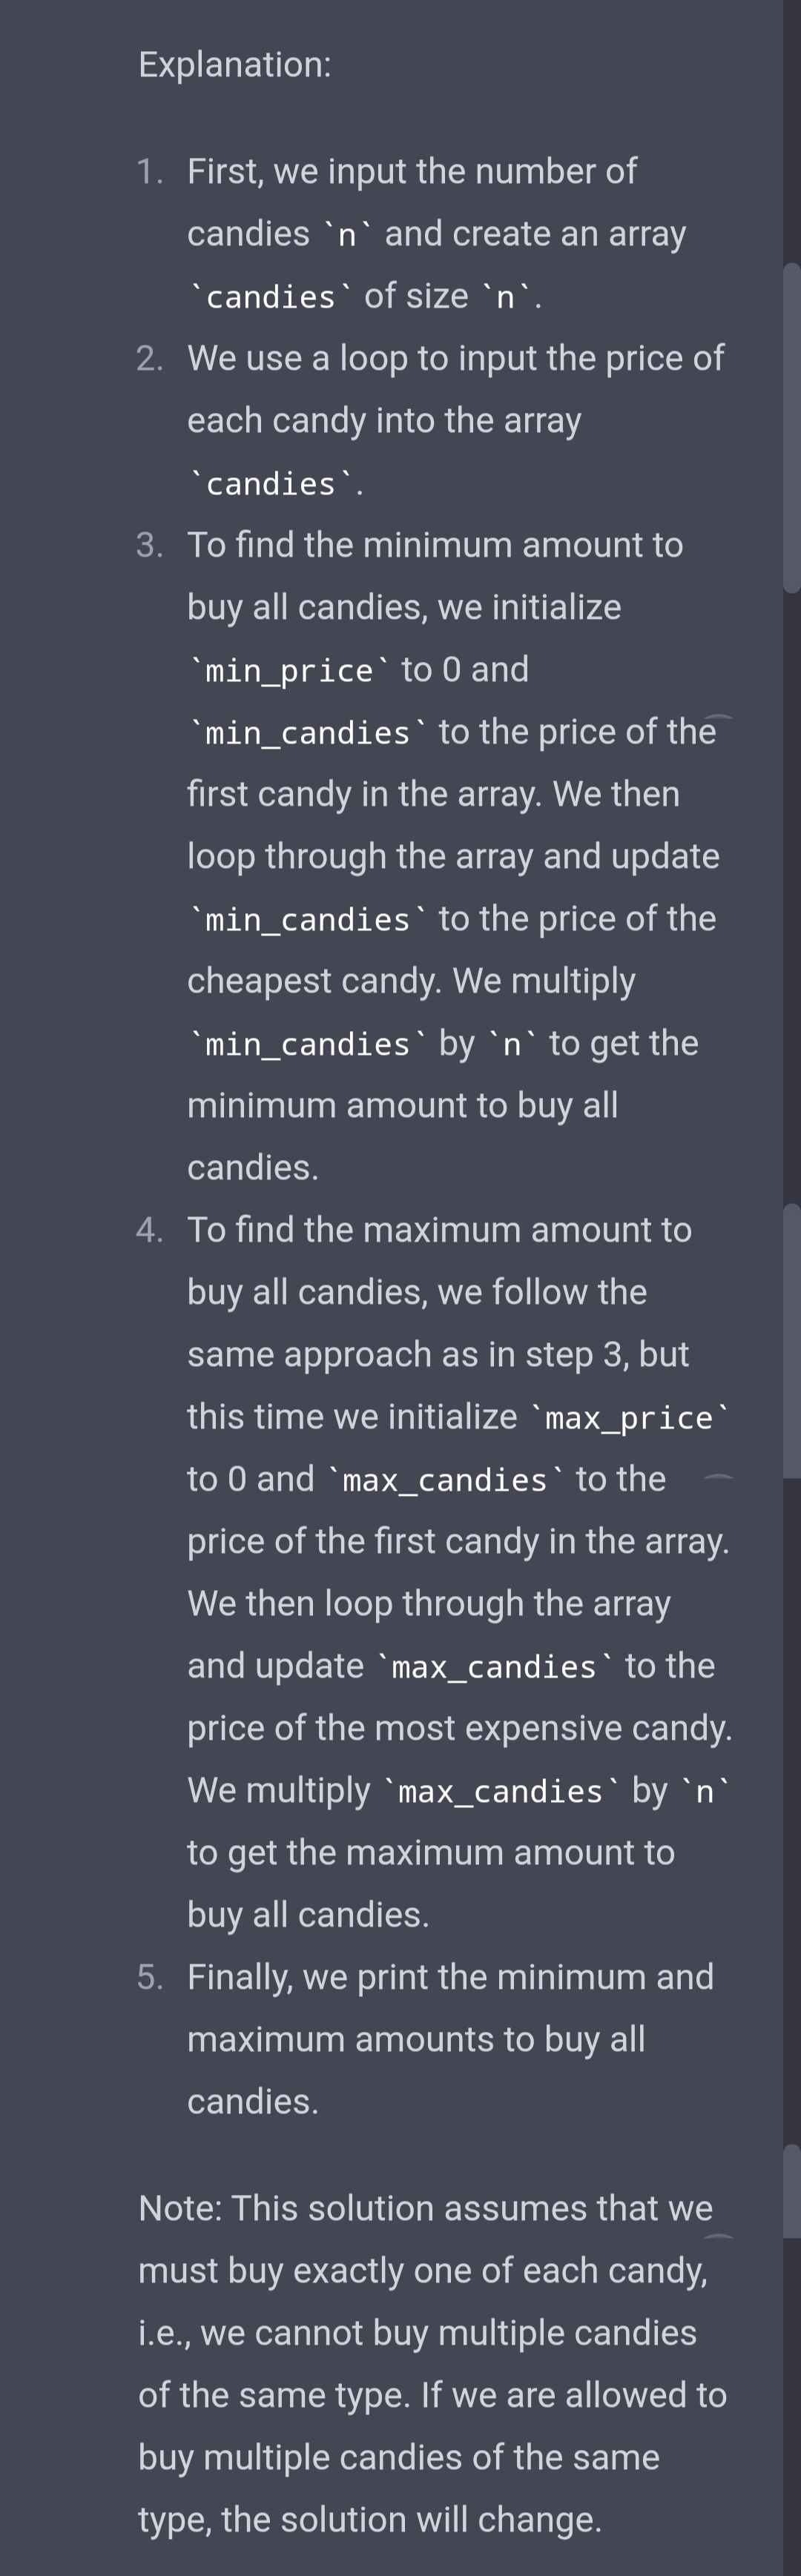 Explanation:
1. First, we input the number of
candies `n` and create an array
`candies` of size `n`.
2. We use a loop to input the price of
each candy into the array
`candies`.
3. To find the minimum amount to
buy all candies, we initialize
`min_price` to 0 and
`min_candies` to the price of the
first candy in the array. We then
loop through the array and update
`min_candies` to the price of the
cheapest candy. We multiply
`min_candies` by `n` to get the
minimum amount to buy all
candies.
4. To find the maximum amount to
buy all candies, we follow the
same approach as in step 3, but
this time we initialize `max_price`
to 0 and `max_candies` to the
price of the first candy in the array.
We then loop through the array
and update `max_candies` to the
price of the most expensive candy.
We multiply `max_candies` by `n`
to get the maximum amount to
buy all candies.
5. Finally, we print the minimum and
maximum amounts to buy all
candies.
Note: This solution assumes that we
must buy exactly one of each candy,
i.e., we cannot buy multiple candies
of the same type. If we are allowed to
buy multiple candies of the same
type, the solution will change.